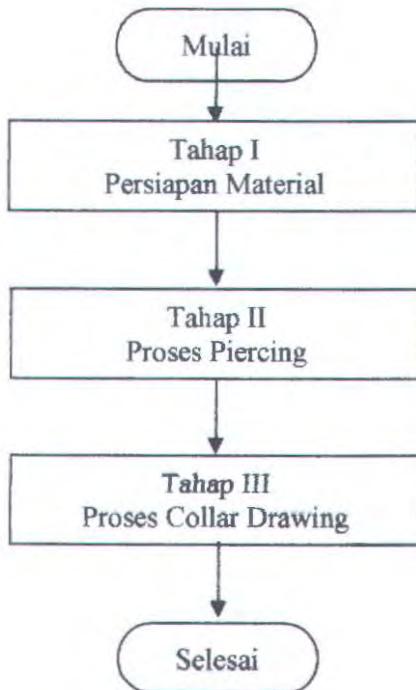 Mulai
Tahap I
Persiapan Material
Tahap II
Proses Piercing
Tahap III
Proses Collar Drawing
Selesai